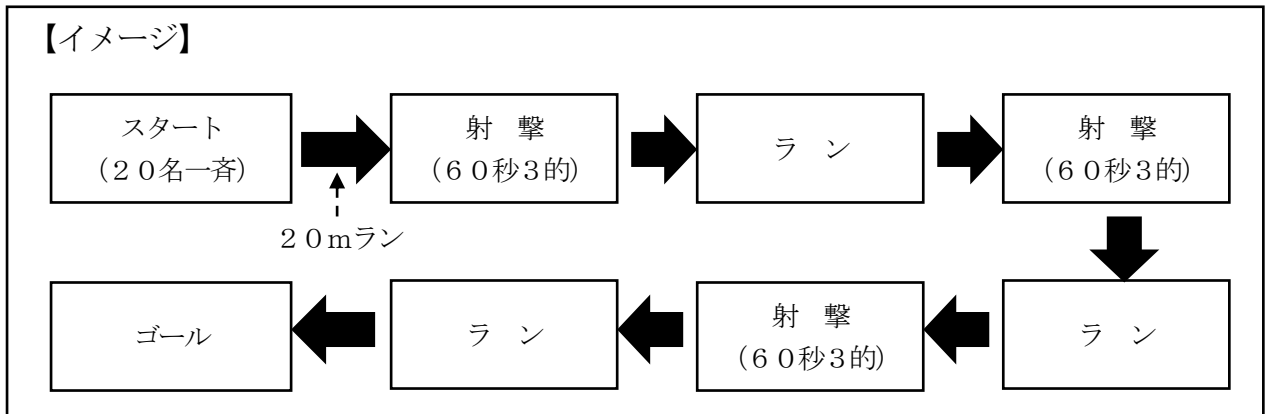 【イメージ】
スタート
(20名一斉)
射 撃
(60秒3的)
ラ ン
射 撃
(60秒3的)
20mラン
ゴール
ラ ン
射 撃
(60秒3的)
ラ ン